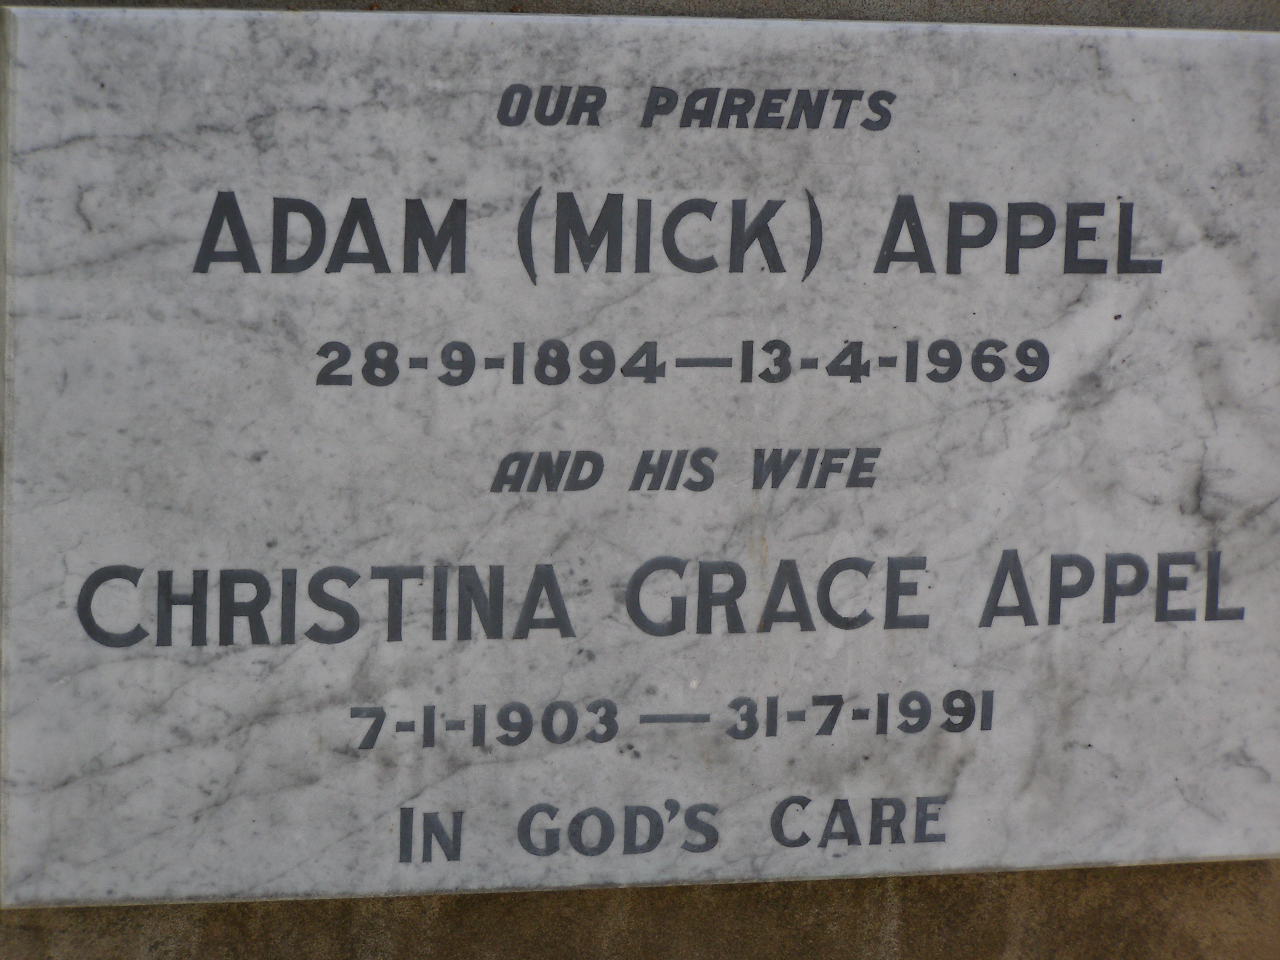 OUR PARENTS
ADAM (MICK) APPEL
28-9-1894—13-4-1969
AND HIS WIFE
CHRISTINA GRACE APPEL
7-1-1903 — 31-7-1991
IN GOD'S CARE